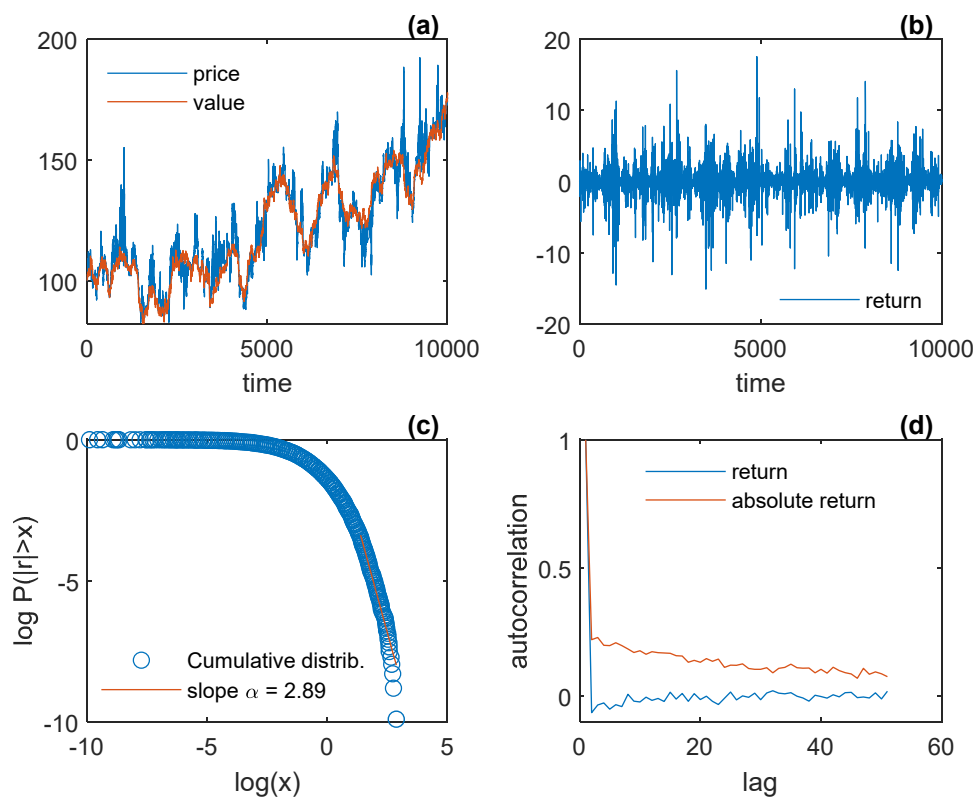 (a)
200
150
100
price
value
0
5000
10000
time
(b)
20
10
0
-10
-20
return
0
5000
10000
time
(c)
0
-5
-10
log P(|r|>x)
Cumulative distrib.
slope α = 2.89
-10
-5
0
5
log(x)
(d)
1
0.5
0
autocorrelation
return
absolute return
0
20
40
60
lag